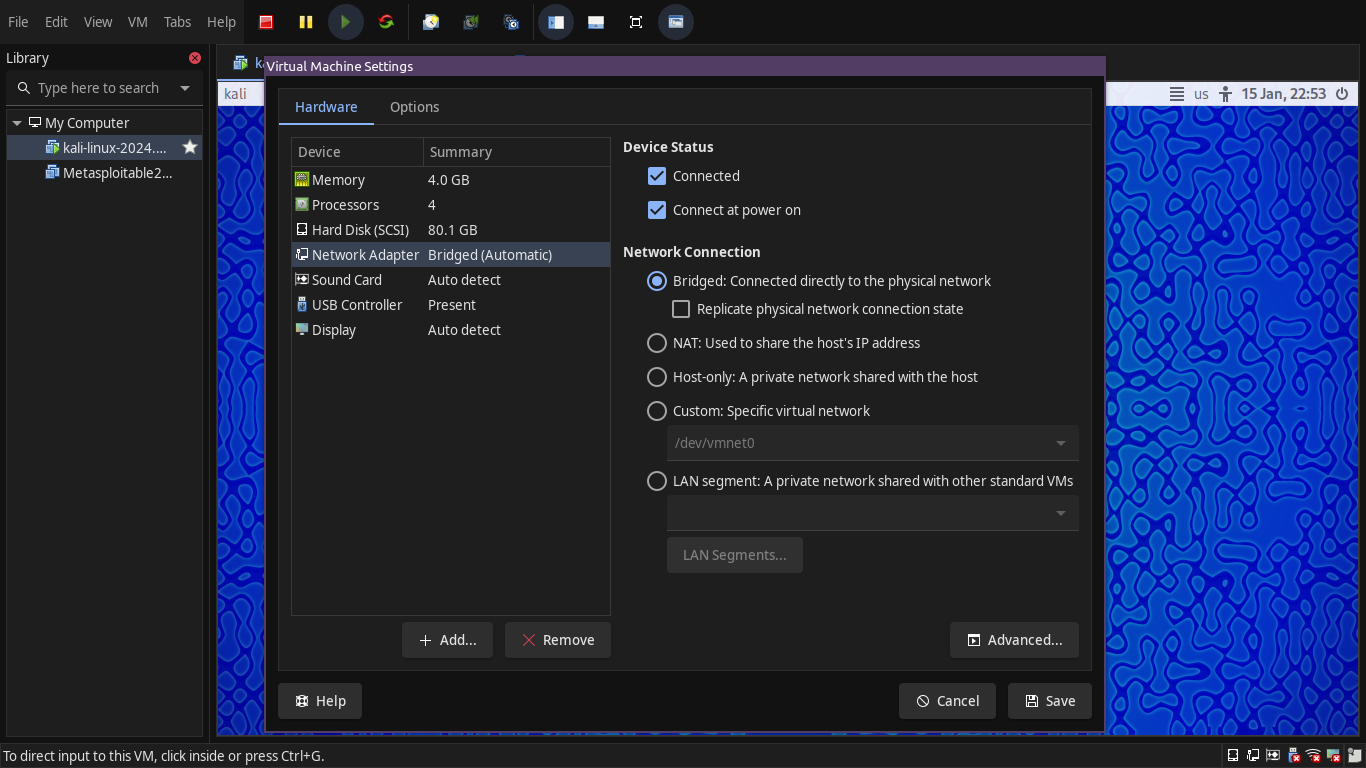 File Edit View VM Tabs Help
Library
Type here to search
My Computer
kali-linux-2024....
Metasploitable2...
Virtual Machine Settings
kali
us 15 Jan, 22:53
Hardware Options
Device Summary
Memory 4.0 GB
Processors 4
Hard Disk (SCSI) 80.1 GB
Network Adapter Bridged (Automatic)
Sound Card Auto detect
USB Controller Present
Display Auto detect
Add... Remove
Device Status
Connected
Connect at power on
Network Connection
Bridged: Connected directly to the physical network
Replicate physical network connection state
NAT: Used to share the host's IP address
Host-only: A private network shared with the host
Custom: Specific virtual network
/dev/vmnet0
LAN segment: A private network shared with other standard VMs
LAN Segments...
Advanced...
Help Cancel Save
To direct input to this VM, click inside or press Ctrl+G.